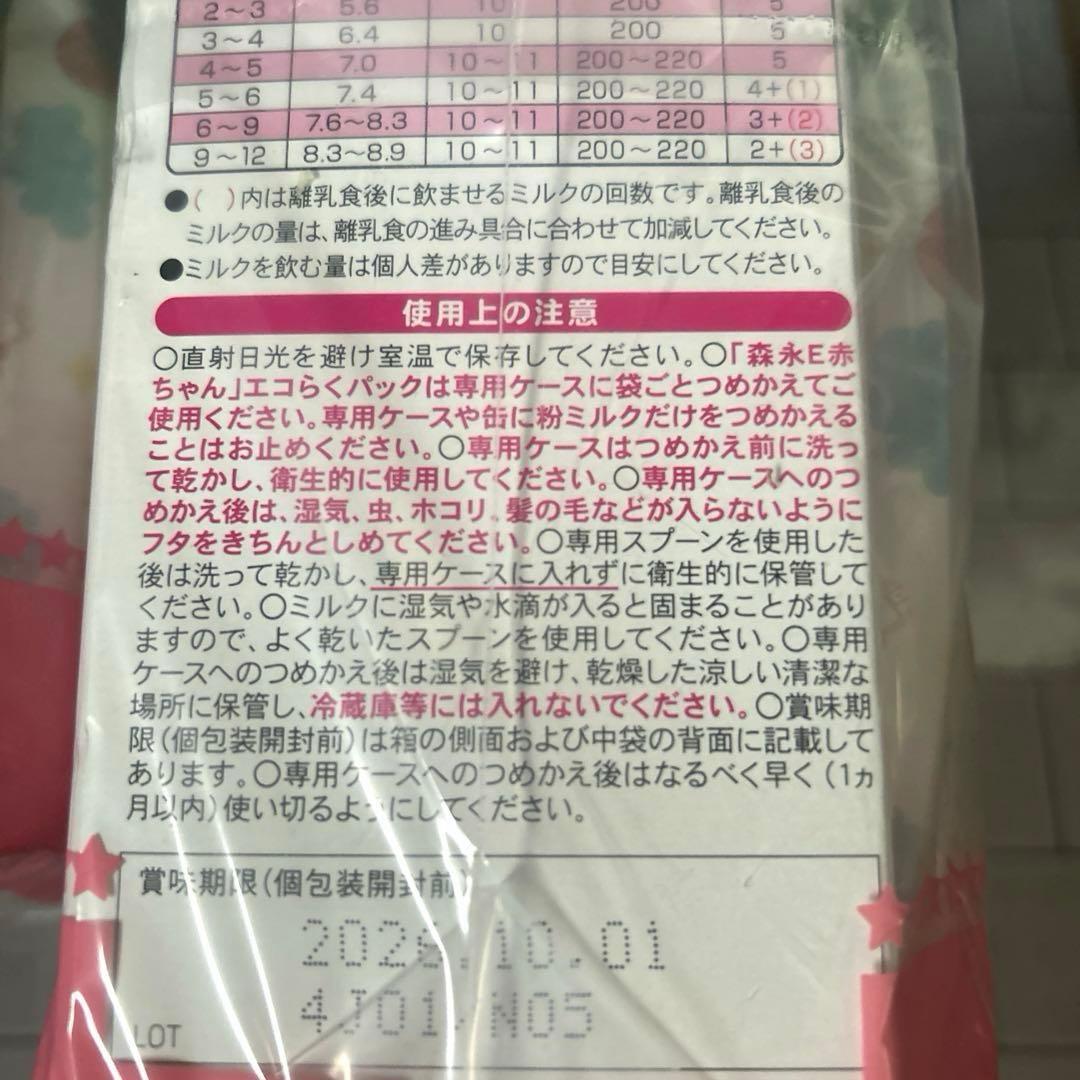 2～3 5.6 10 200 5
3～4 6.4 10 200 5
4～5 7.0 10～11 200～220 5
5～6 7.4 10～11 200～220 4+(1)
6～9 7.6～8.3 10～11 200～220 3+(2)
9～12 8.3～8.9 10～11 200～220 2+(3)
●( )内は離乳食後に飲ませるミルクの回数です。離乳食後の
ミルクの量は、離乳食の進み具合に合わせて加減してください。
●ミルクを飲む量は個人差がありますので目安にしてください。
使用上の注意
○直射日光を避け室温で保存してください。○「森永E赤
ちゃん」エコらくパックは専用ケースに袋ごとつめかえてご
使用ください。専用ケースや缶に粉ミルクだけをつめかえる
ことはお止めください。○専用ケースはつめかえ前に洗っ
て乾かし、衛生的に使用してください。○専用ケースへのつ
めかえ後は、湿気、虫、ホコリ、髪の毛などが入らないように
フタをきちんとしめてください。○専用スプーンを使用した
後は洗って乾かし、専用ケースに入れずに衛生的に保管して
ください。○ミルクに湿気や水滴が入ると固まることがあり
ますので、よく乾いたスプーンを使用してください。○専用
ケースへのつめかえ後は湿気を避け、乾燥した涼しい清潔な
場所に保管し、冷蔵庫等には入れないでください。○賞味期
限(個包装開封前)は箱の側面および中袋の背面に記載して
あります。○専用ケースへのつめかえ後はなるべく早く(1ヵ
月以内)使い切るようにしてください。
賞味期限(個包装開封前)
2026.10.01
4J01 N05
LOT